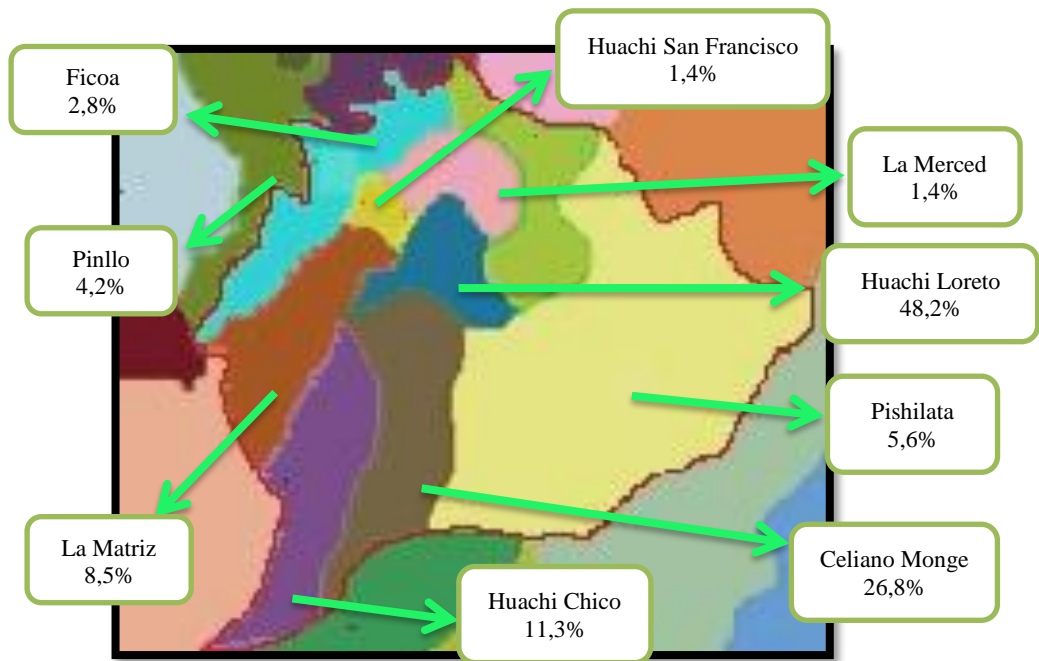 Huachi San Francisco
1,4%
Ficoa
2,8%
La Merced
1,4%
Pinllo
4,2%
Huachi Loreto
48,2%
Pishilata
5,6%
La Matriz
8,5%
Celiano Monge
26,8%
Huachi Chico
11,3%